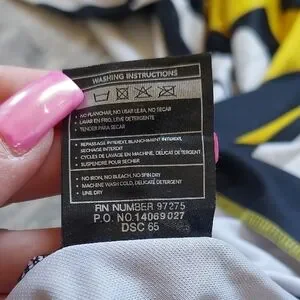 WASHING INSTRUCTIONS
NO PLANCHAR, NO USAR LEJIA, NO SECAR
LAVAR EN FRIO, LEVE DETERGENTE
TENDER PARA SECAR
REPASSAGE INTERDIT, BLANCHIMENT INTERDIT,
SECHAGE INTERDIT
CYCLES DE LAVAGE EN MACHINE, DELICAT DETERGENT
SUSPENDRE POUR SECHER
NO IRON, NO BLEACH, NO SPIN DRY
MACHINE WASH COLD, DELICATE DETERGENT
LINE DRY
RN NUMBER 97275
P.O. NO.14069027
DSC 65